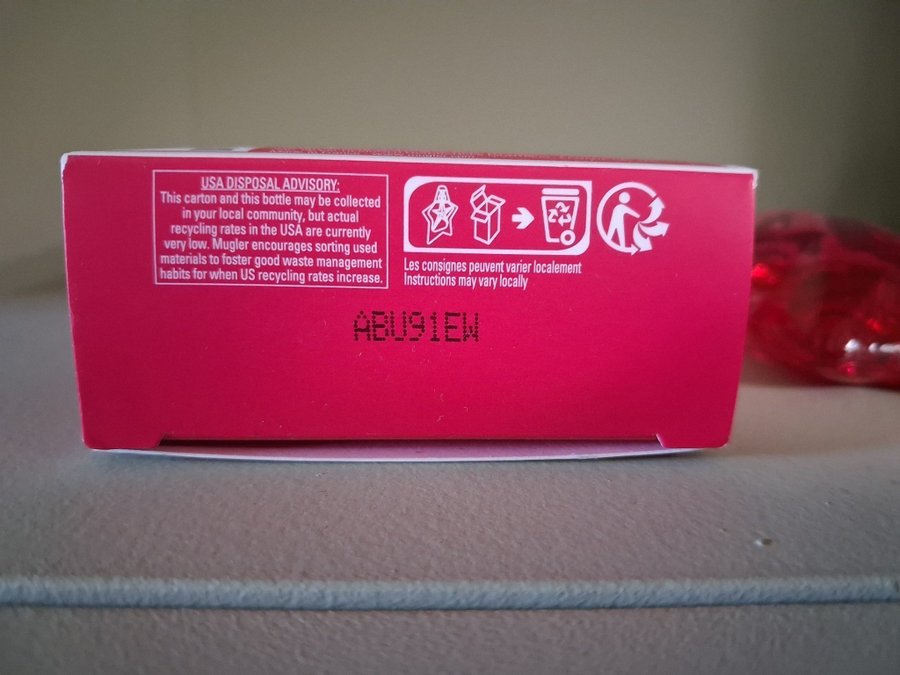 USA DISPOSAL ADVISORY:
This carton and this bottle may be collected
in your local community, but actual
recycling rates in the USA are currently
very low. Mugler encourages sorting used
materials to foster good waste management
habits for when US recycling rates increase.
Les consignes peuvent varier localement
Instructions may vary locally
ABU91EW